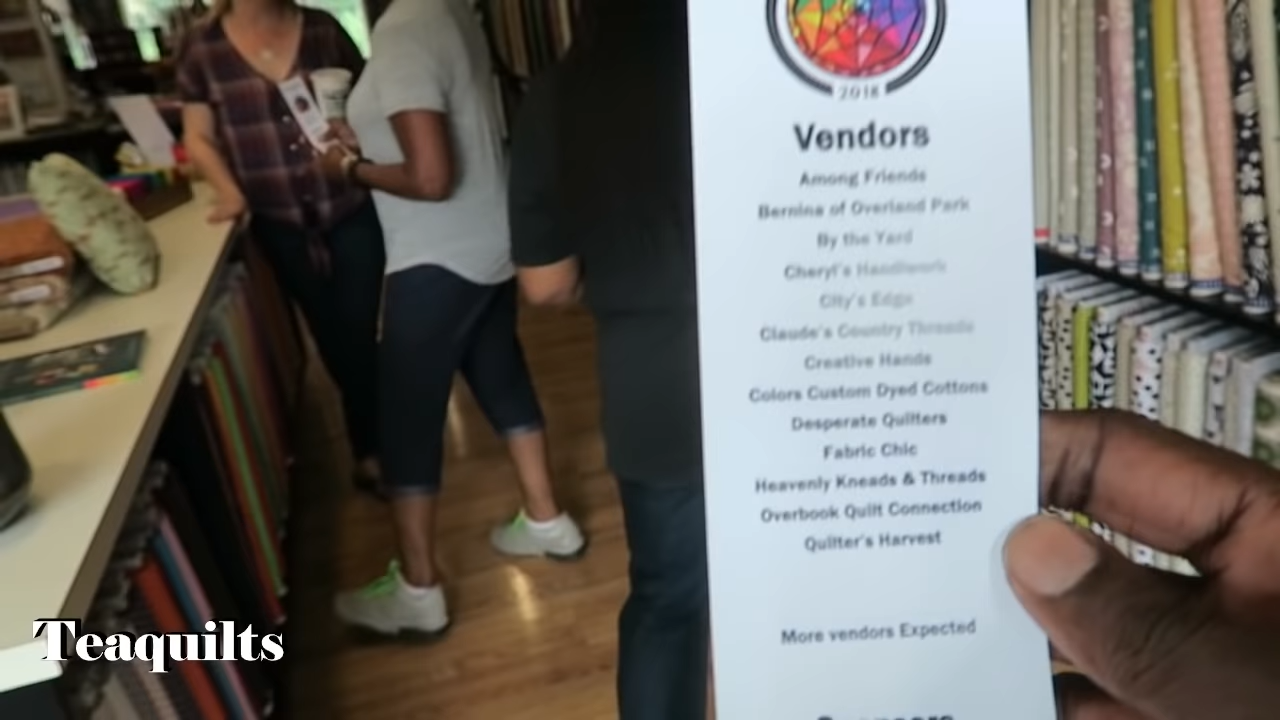 2018
Vendors
Among Friends
Bernina of Overland Park
By the Yard
Cheryl's Handiwork
City's Edge
Claude's Country Threads
Creative Hands
Colors Custom Dyed Cottons
Desperate Quilters
Fabric Chic
Heavenly Kneads & Threads
Overbook Quilt Connection
Quilter's Harvest
More vendors Expected
Sponsors
Teaquilts